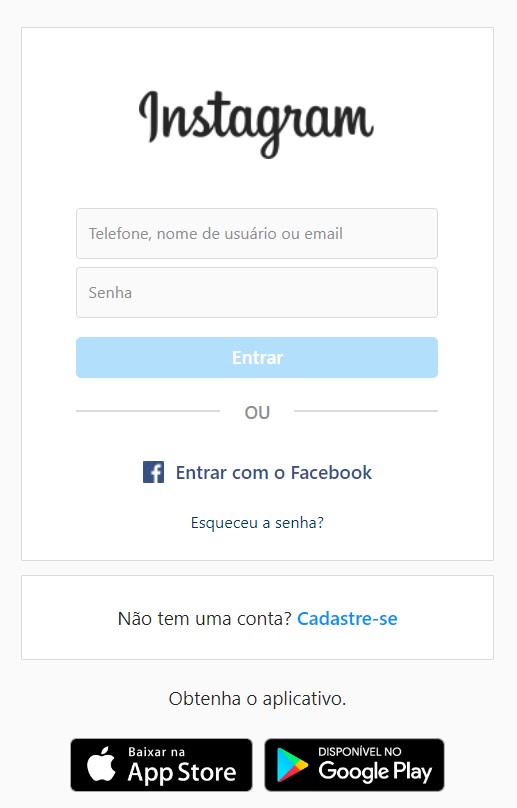 Instagram
Telefone, nome de usuário ou email
Senha
Entrar
OU
Entrar com o Facebook
Esqueceu a senha?
Não tem uma conta? Cadastre-se
Obtenha o aplicativo.
Baixar na
App Store
DISPONÍVEL NO
Google Play